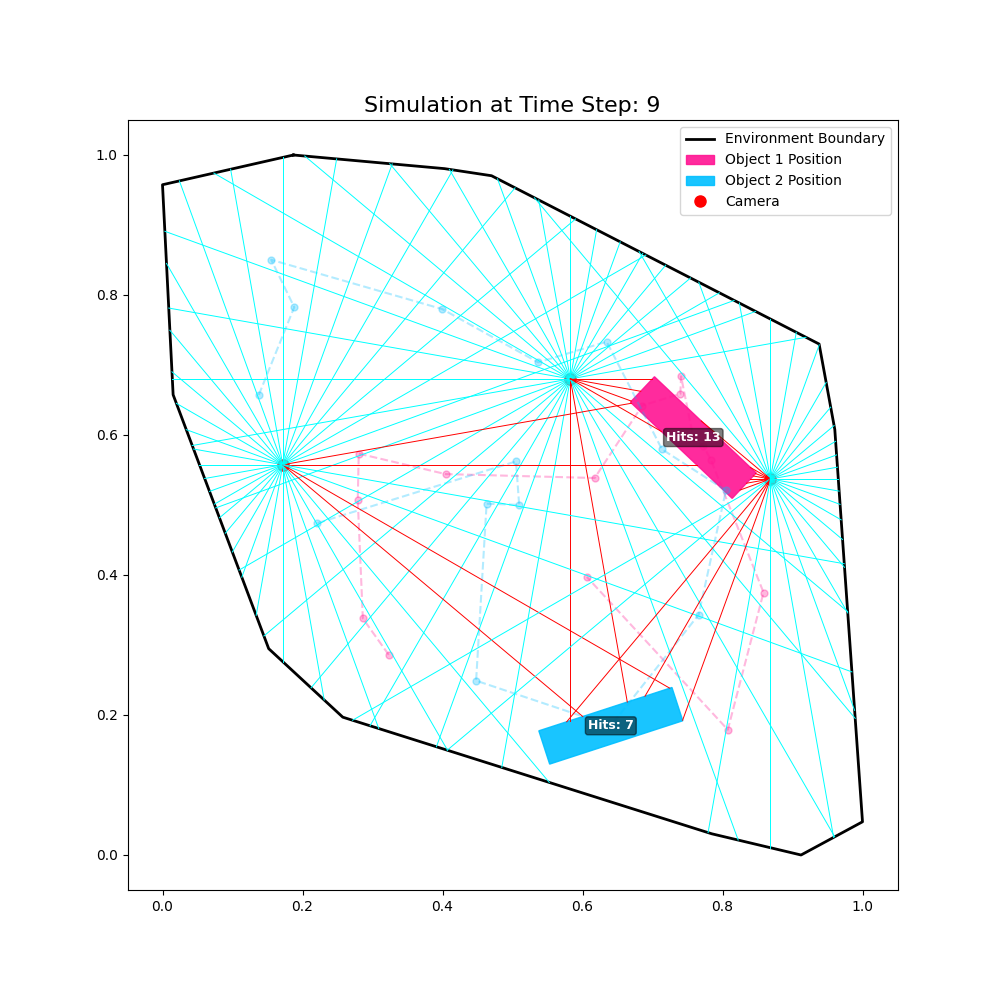 Simulation at Time Step: 9
Environment Boundary
Object 1 Position
Object 2 Position
Camera
1.0
0.8
0.6
0.4
0.2
0.0
Hits: 13
Hits: 7
0.0 0.2 0.4 0.6 0.8 1.0